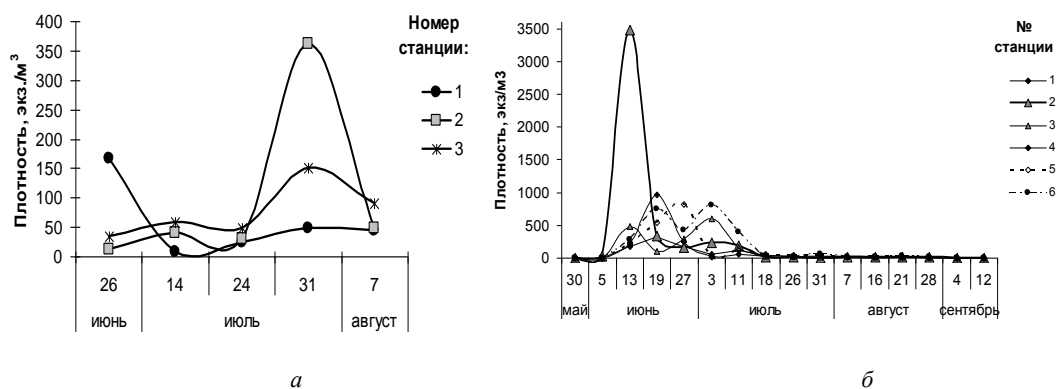 Плотность, экз./м³
400
350
300
250
200
150
100
50
0
26 14 24 31 7
июнь июль август
Номер
станции:
1
2
3
а
Плотность, экз/м3
3500
3000
2500
2000
1500
1000
500
0
30 5 13 19 27 3 11 18 26 31 7 16 21 28 4 12
май июнь июль август сентябрь
№
станции
1
2
3
4
5
6
б